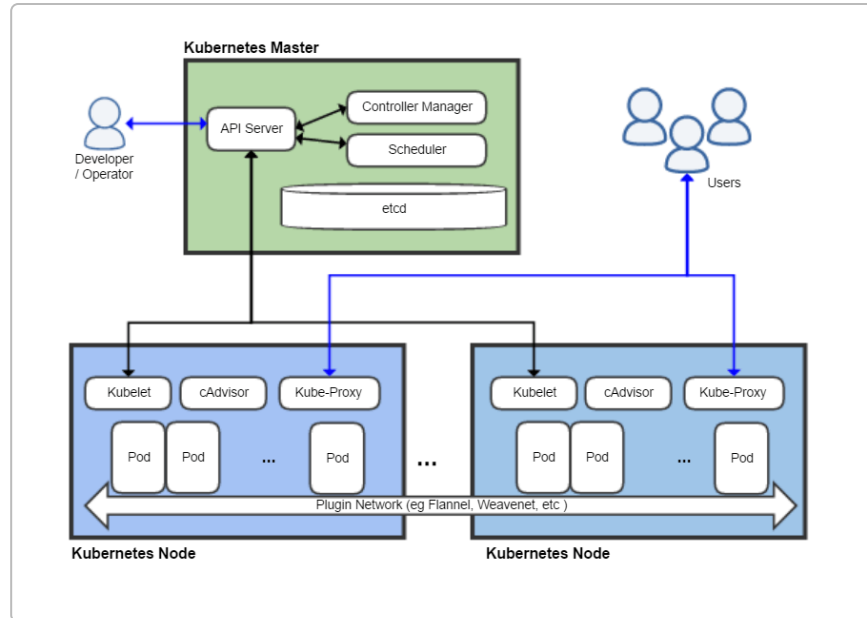 Kubernetes Master
API Server
Controller Manager
Scheduler
etcd
Developer
/ Operator
Users
Kubelet
cAdvisor
Kube-Proxy
Pod
Pod
...
Pod
...
Kubelet
cAdvisor
Kube-Proxy
Pod
Pod
...
Pod
Plugin Network (eg Flannel, Weavenet, etc )
Kubernetes Node
Kubernetes Node